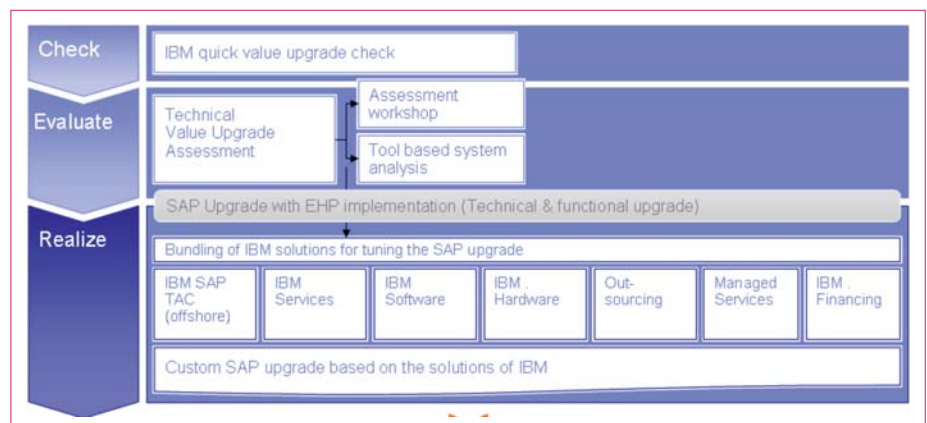 Check
IBM quick value upgrade check
Evaluate
Technical
Value Upgrade
Assessment
Assessment
workshop
Tool based system
analysis
SAP Upgrade with EHP implementation (Technical & functional upgrade)
Realize
Bundling of IBM solutions for tuning the SAP upgrade
IBM SAP
TAC
(offshore)
IBM
Services
IBM
Software
IBM .
Hardware
Out-
sourcing
Managed
Services
IBM .
Financing
Custom SAP upgrade based on the solutions of IBM